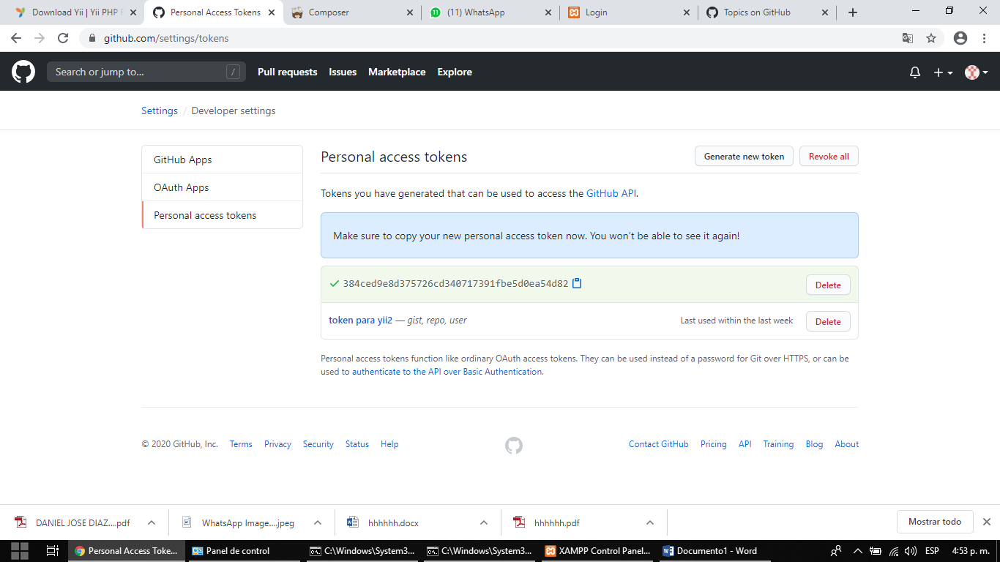 Download Yii | Yii PHP F
Personal Access Tokens
Composer
11
(11) WhatsApp
Login
Topics on GitHub
github.com/settings/tokens
Search or jump to...
/
Pull requests
Issues
Marketplace
Explore
Settings / Developer settings
GitHub Apps
OAuth Apps
Personal access tokens
Personal access tokens
Generate new token
Revoke all
Tokens you have generated that can be used to access the GitHub API.
Make sure to copy your new personal access token now. You won't be able to see it again!
384ced9e8d375726cd340717391fbe5d0ea54d82
Delete
token para yii2 — gist, repo, user
Last used within the last week
Delete
Personal access tokens function like ordinary OAuth access tokens. They can be used instead of a password for Git over HTTPS, or can be
used to authenticate to the API over Basic Authentication.
© 2020 GitHub, Inc.
Terms
Privacy
Security
Status
Help
Contact GitHub
Pricing
API
Training
Blog
About
DANIEL JOSE DIAZ....pdf
WhatsApp Image....jpeg
hhhhhh.docx
hhhhhh.pdf
Mostrar todo
Personal Access Toke...
Panel de control
C:\Windows\System3...
C:\Windows\System3...
XAMPP Control Panel...
Documento1 - Word
ESP
4:53 p. m.